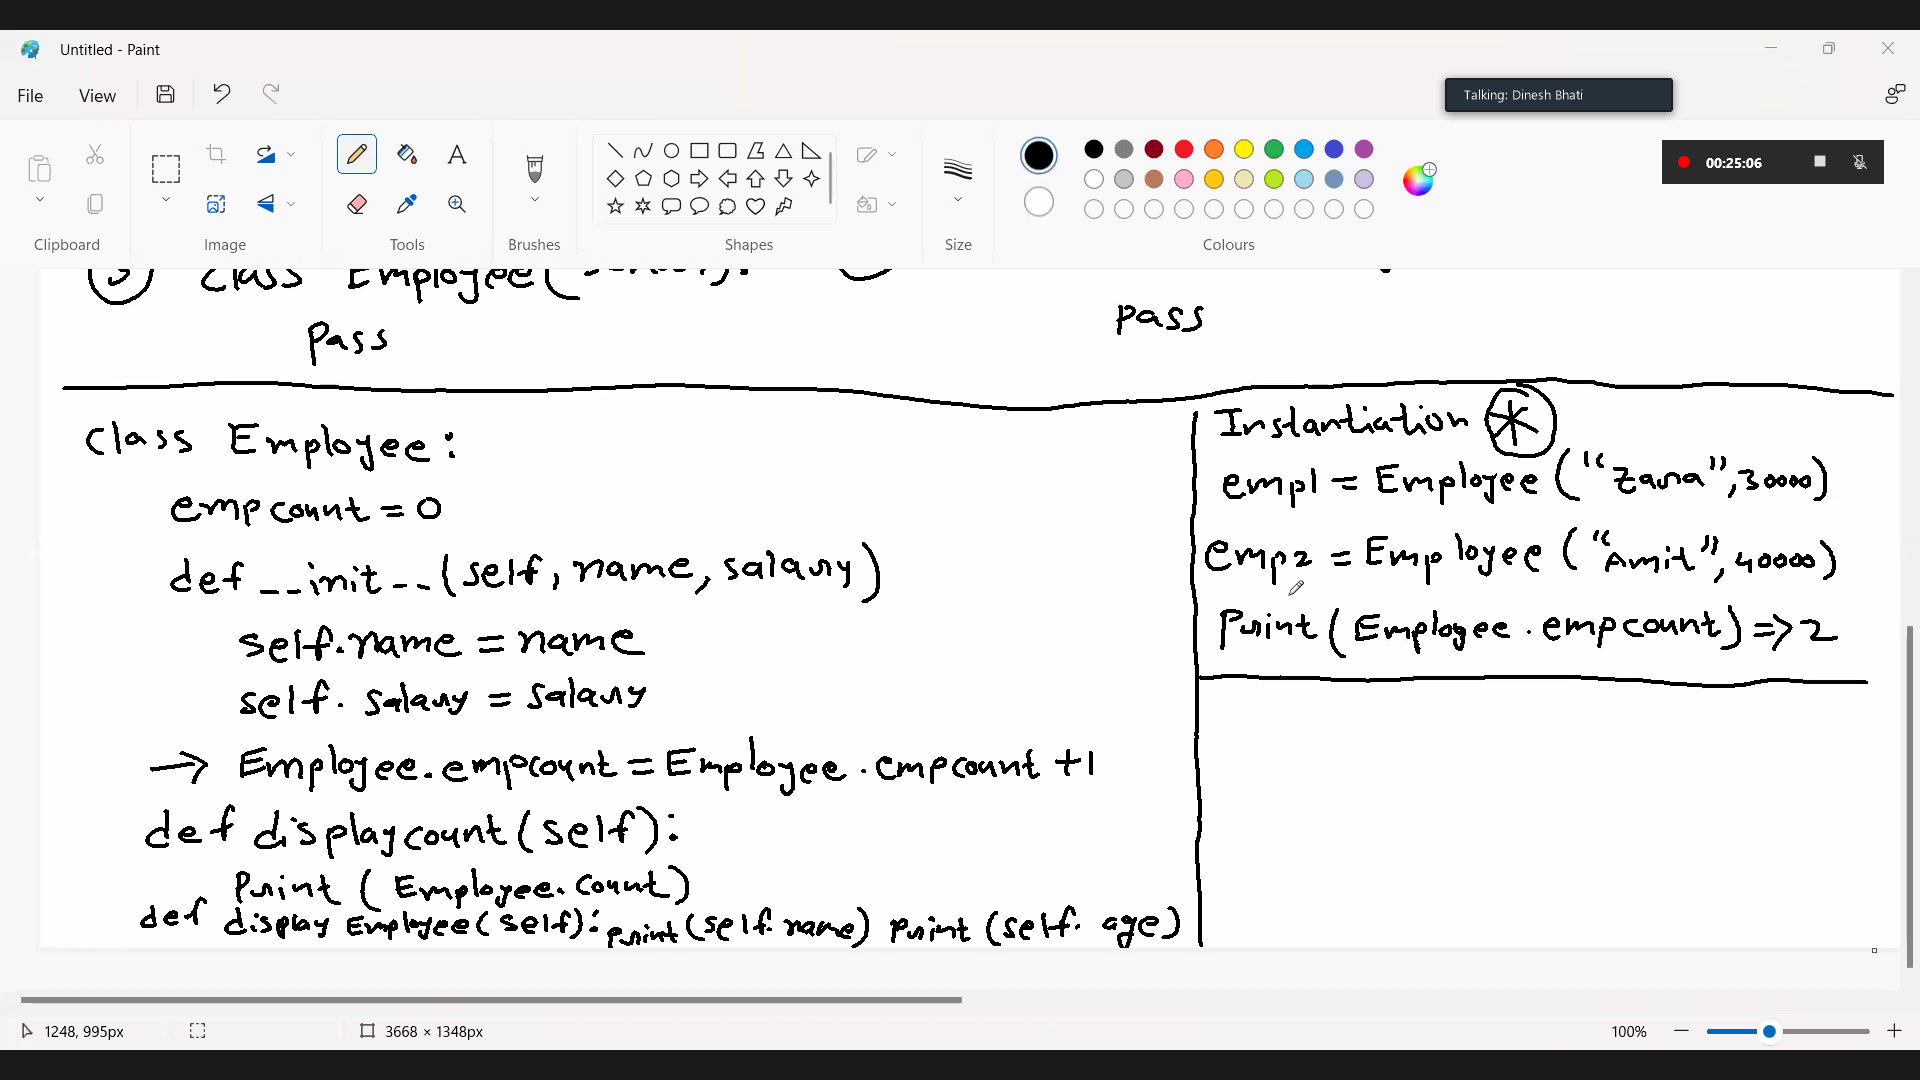 Untitled - Paint
File View
Talking: Dinesh Bhati
00:25:06
Clipboard Image Tools Brushes Shapes Size Colours
class Employee(
Pass
pass
class Employee:
empcount = 0
def __init__(self, name, salary)
self.name = name
self. salary = salary
→ Employee.empcount = Employee.empcount +1
def displaycount(self):
Print ( Employee.count)
def display Employee(self): print(self.name) print (self. age)
Instantiation *
emp1 = Employee ("Zara", 30000)
emp2 = Employee ("Amit", 40000)
Print (Employee.empcount) => 2
1248, 995px
3668 × 1348px
100%